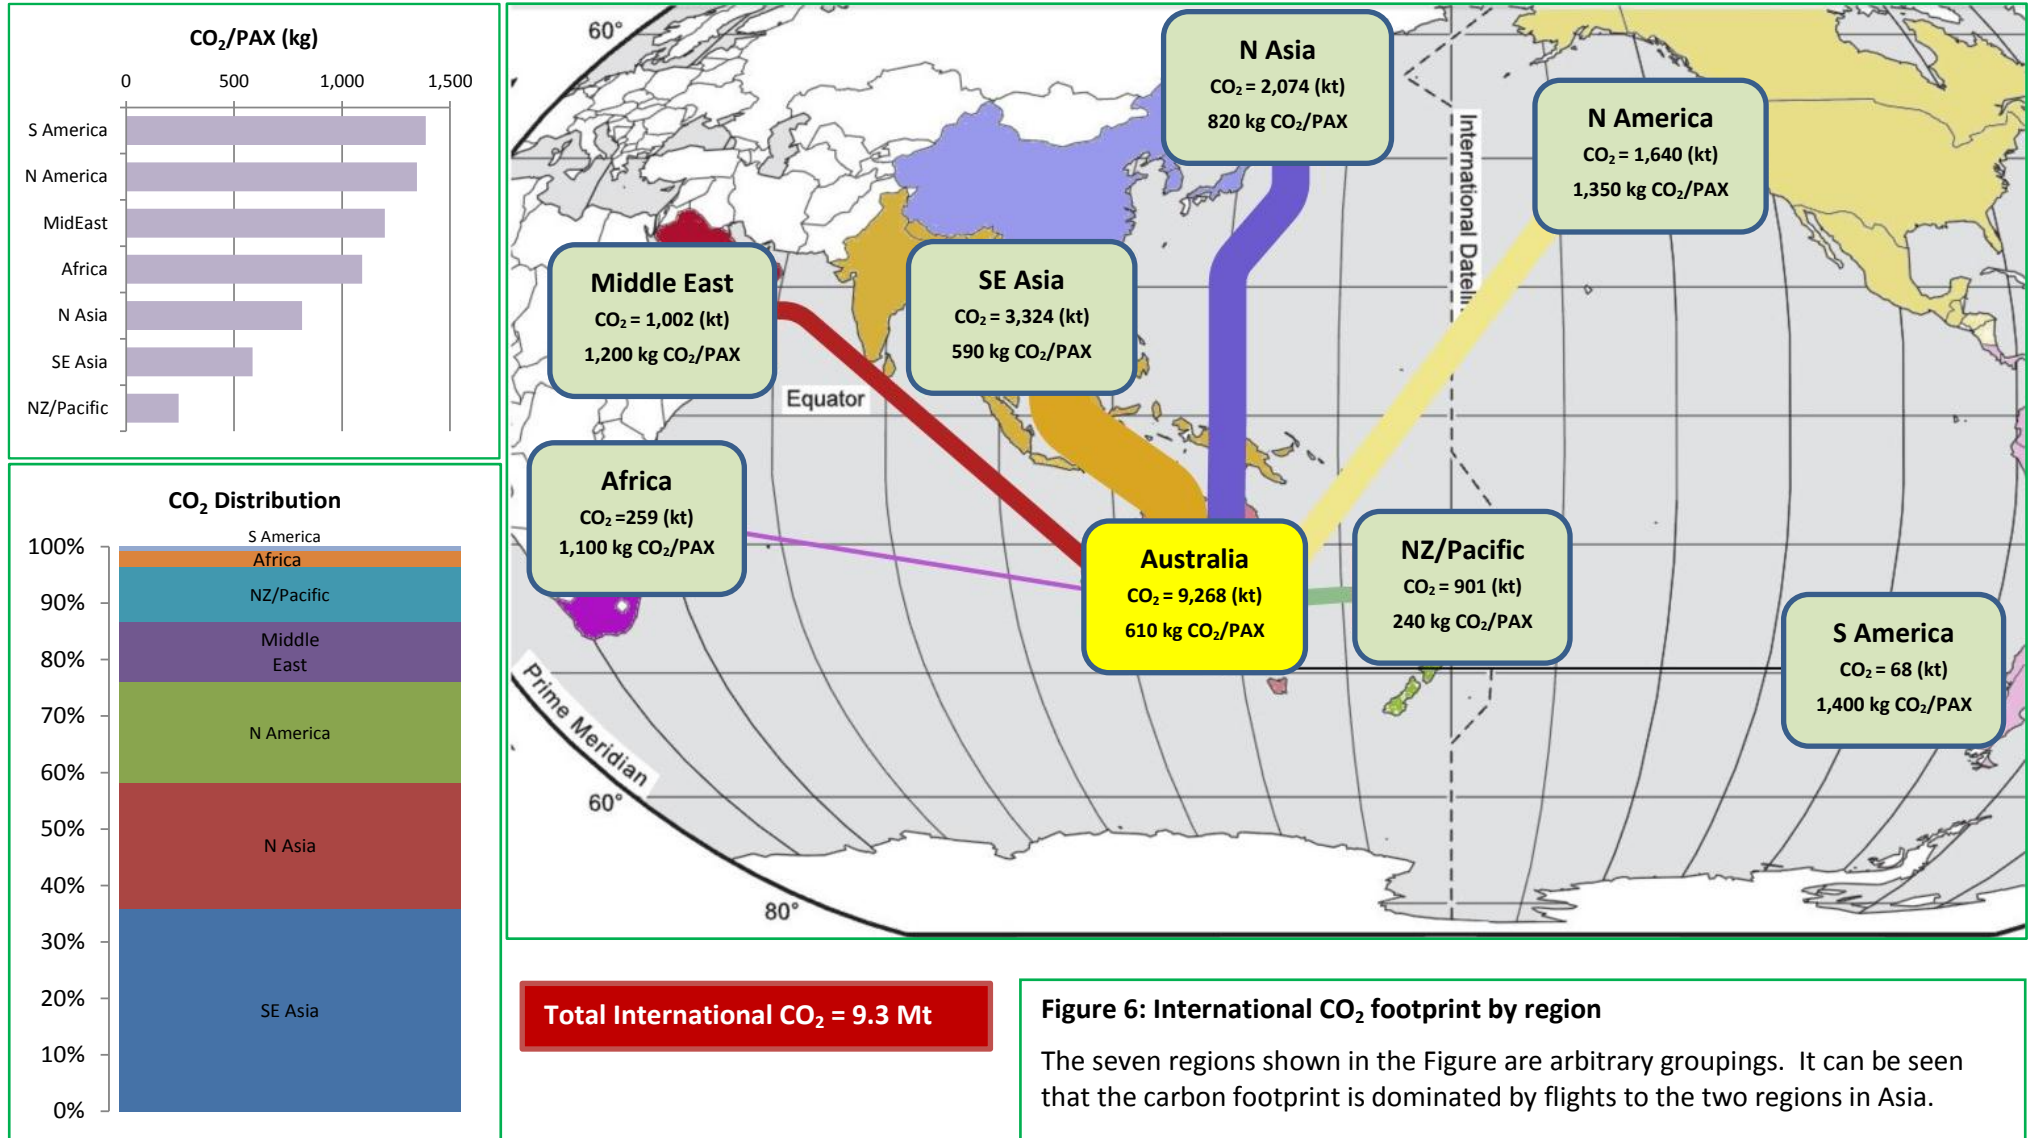 CO₂/PAX (kg)
0 500 1,000 1,500
S America
N America
MidEast
Africa
N Asia
SE Asia
NZ/Pacific
CO₂ Distribution
S America
100%
Africa
NZ/Pacific
90%
Middle
East
80%
70%
N America
60%
50%
N Asia
40%
30%
20%
SE Asia
10%
0%
60°
N Asia
CO₂ = 2,074 (kt)
820 kg CO₂/PAX
International Dateline
N America
CO₂ = 1,640 (kt)
1,350 kg CO₂/PAX
Middle East
CO₂ = 1,002 (kt)
1,200 kg CO₂/PAX
SE Asia
CO₂ = 3,324 (kt)
590 kg CO₂/PAX
Equator
Africa
CO₂ =259 (kt)
1,100 kg CO₂/PAX
Australia
CO₂ = 9,268 (kt)
610 kg CO₂/PAX
NZ/Pacific
CO₂ = 901 (kt)
240 kg CO₂/PAX
S America
CO₂ = 68 (kt)
1,400 kg CO₂/PAX
Prime Meridian
60°
80°
Total International CO₂ = 9.3 Mt
Figure 6: International CO₂ footprint by region
The seven regions shown in the Figure are arbitrary groupings. It can be seen
that the carbon footprint is dominated by flights to the two regions in Asia.